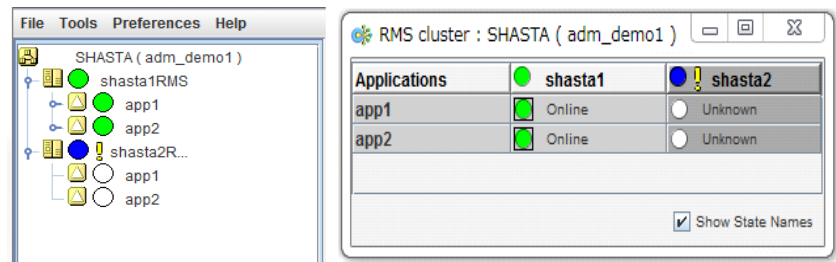 File Tools Preferences Help
SHASTA ( adm_demo1 )
shasta1RMS
app1
app2
! shasta2R...
app1
app2
RMS cluster : SHASTA ( adm_demo1 )
Applications shasta1 ! shasta2
app1 Online Unknown
app2 Online Unknown
Show State Names